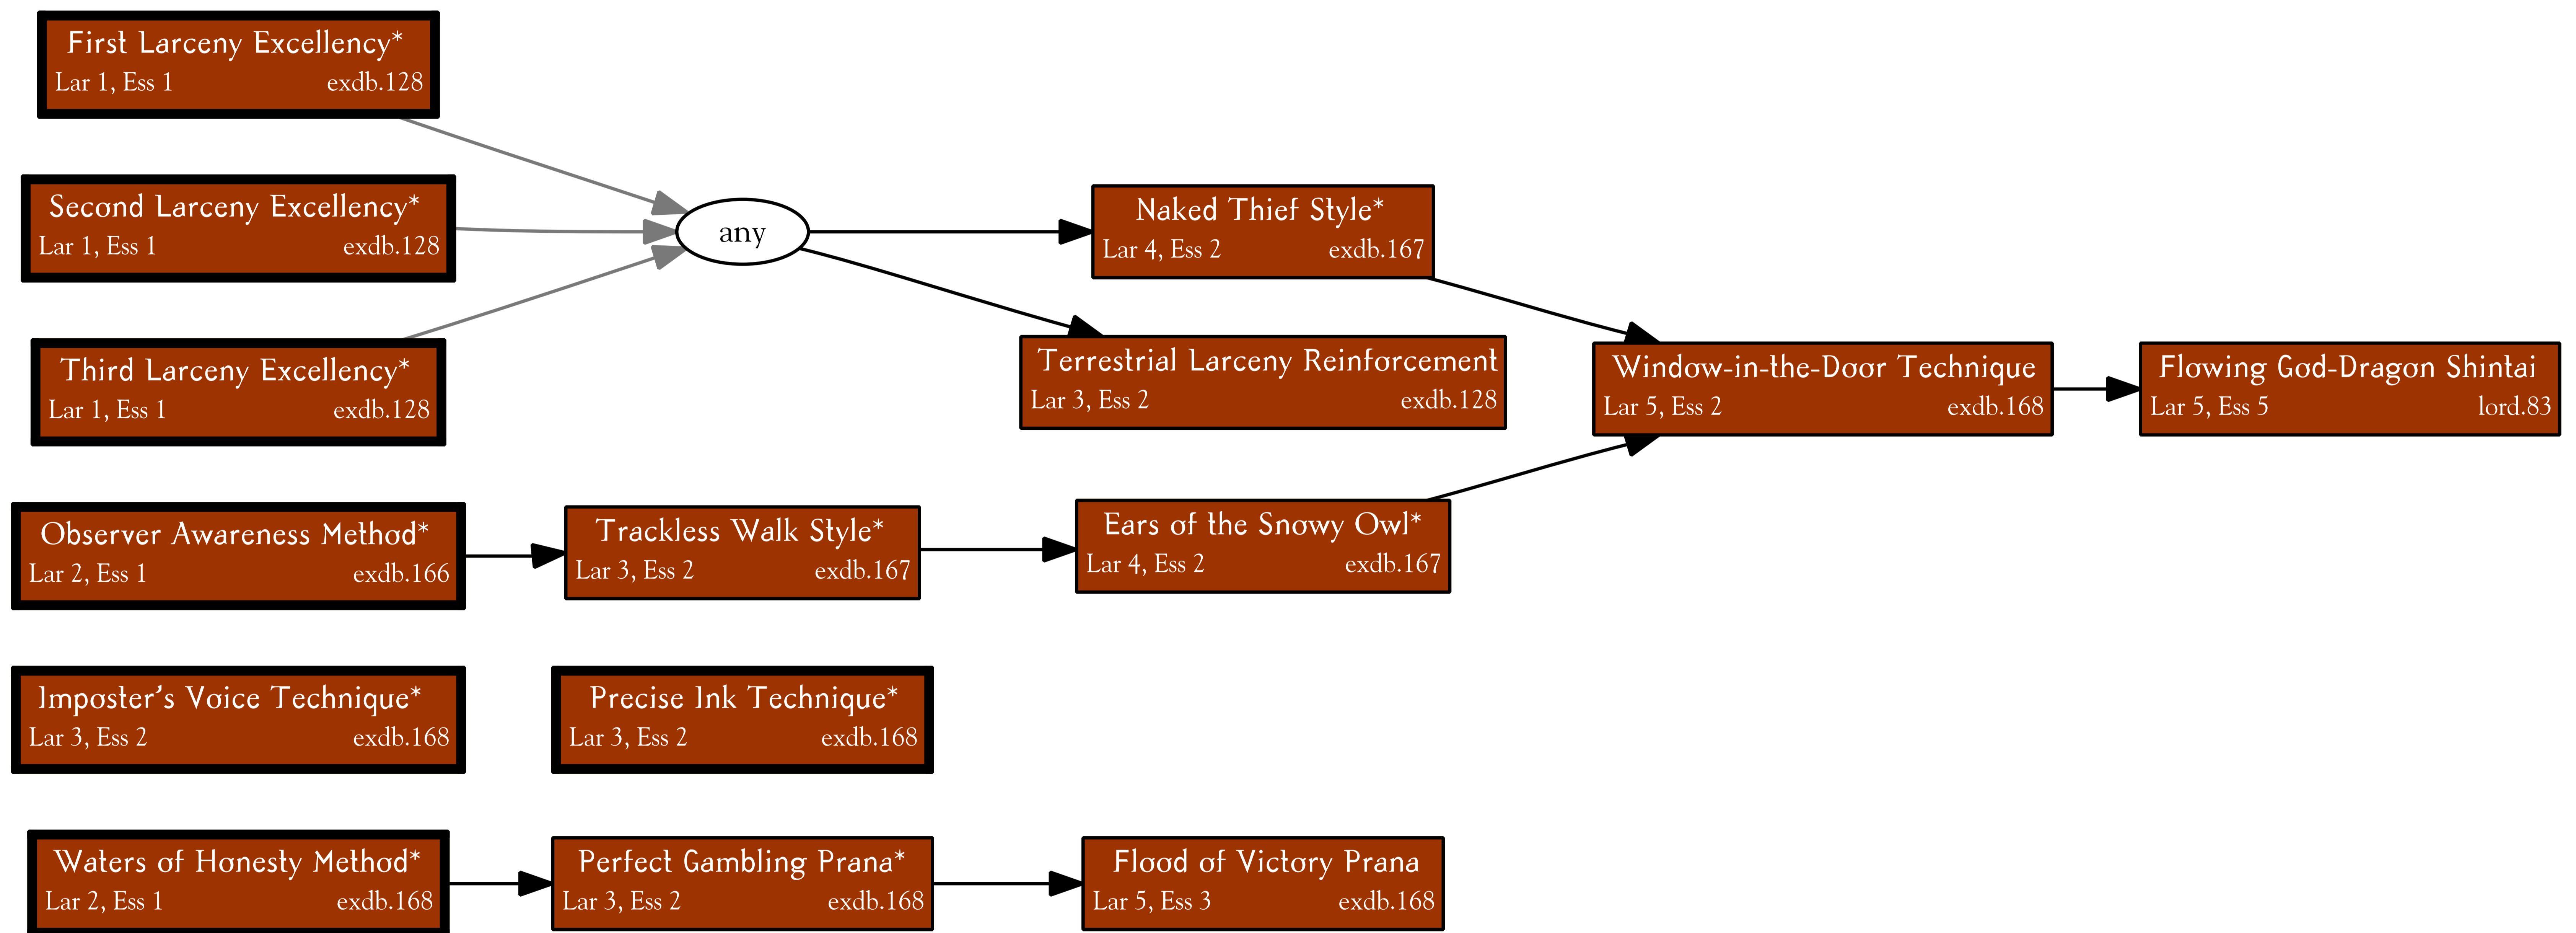 First Larceny Excellency*
Lar 1, Ess 1 exdb.128
Second Larceny Excellency*
Lar 1, Ess 1 exdb.128
any
Naked Thief Style*
Lar 4, Ess 2 exdb.167
Third Larceny Excellency*
Lar 1, Ess 1 exdb.128
Terrestrial Larceny Reinforcement
Lar 3, Ess 2 exdb.128
Window-in-the-Door Technique
Lar 5, Ess 2 exdb.168
Flowing God-Dragon Shintai
Lar 5, Ess 5 lord.83
Observer Awareness Method*
Lar 2, Ess 1 exdb.166
Trackless Walk Style*
Lar 3, Ess 2 exdb.167
Ears of the Snowy Owl*
Lar 4, Ess 2 exdb.167
Imposter's Voice Technique*
Lar 3, Ess 2 exdb.168
Precise Ink Technique*
Lar 3, Ess 2 exdb.168
Waters of Honesty Method*
Lar 2, Ess 1 exdb.168
Perfect Gambling Prana*
Lar 3, Ess 2 exdb.168
Flood of Victory Prana
Lar 5, Ess 3 exdb.168